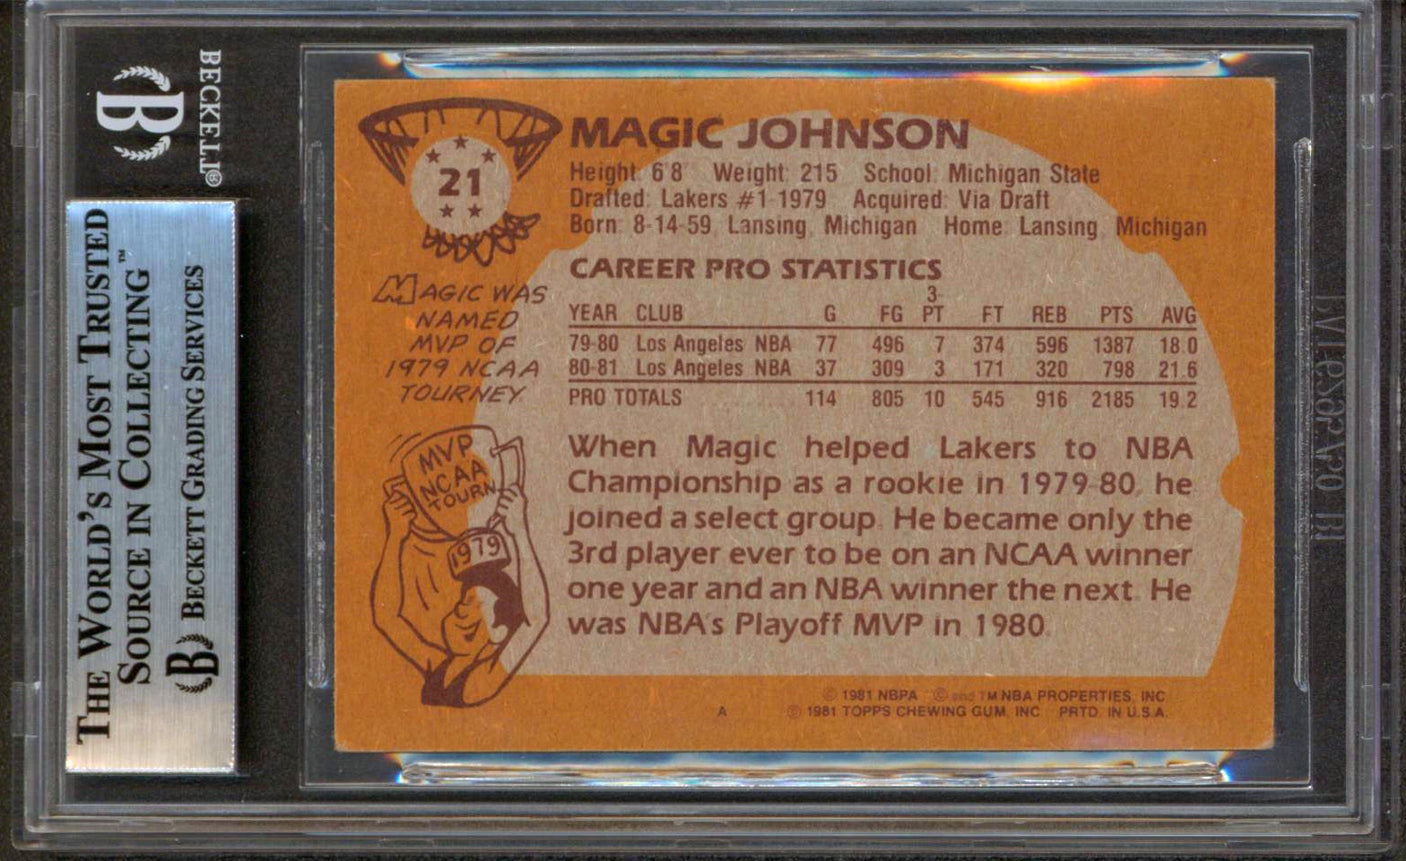 BECKETT®
B
THE WORLD'S MOST TRUSTED
SOURCE IN COLLECTING™
B BECKETT GRADING SERVICES
21
MAGIC JOHNSON
Height: 6'8" Weight: 215 School: Michigan State
Drafted: Lakers #1-1979 Acquired: Via Draft
Born: 8-14-59, Lansing, Michigan Home: Lansing, Michigan
MAGIC WAS
NAMED
MVP OF
1979 NCAA
TOURNEY.
MVP
NCAA
TOURN.
1979
CAREER PRO STATISTICS
YEAR CLUB G FG 3-PT FT REB PTS AVG
79-80 Los Angeles NBA 77 496 7 374 596 1387 18.0
80-81 Los Angeles NBA 37 309 3 171 320 798 21.6
PRO TOTALS 114 805 10 545 916 2185 19.2
When Magic helped Lakers to NBA
Championship as a rookie in 1979-80, he
joined a select group. He became only the
3rd player ever to be on an NCAA winner
one year and an NBA winner the next. He
was NBA's Playoff MVP in 1980.
© 1981 NBPA © and TM NBA PROPERTIES, INC.
A © 1981 TOPPS CHEWING GUM, INC. PRTD. IN U.S.A.